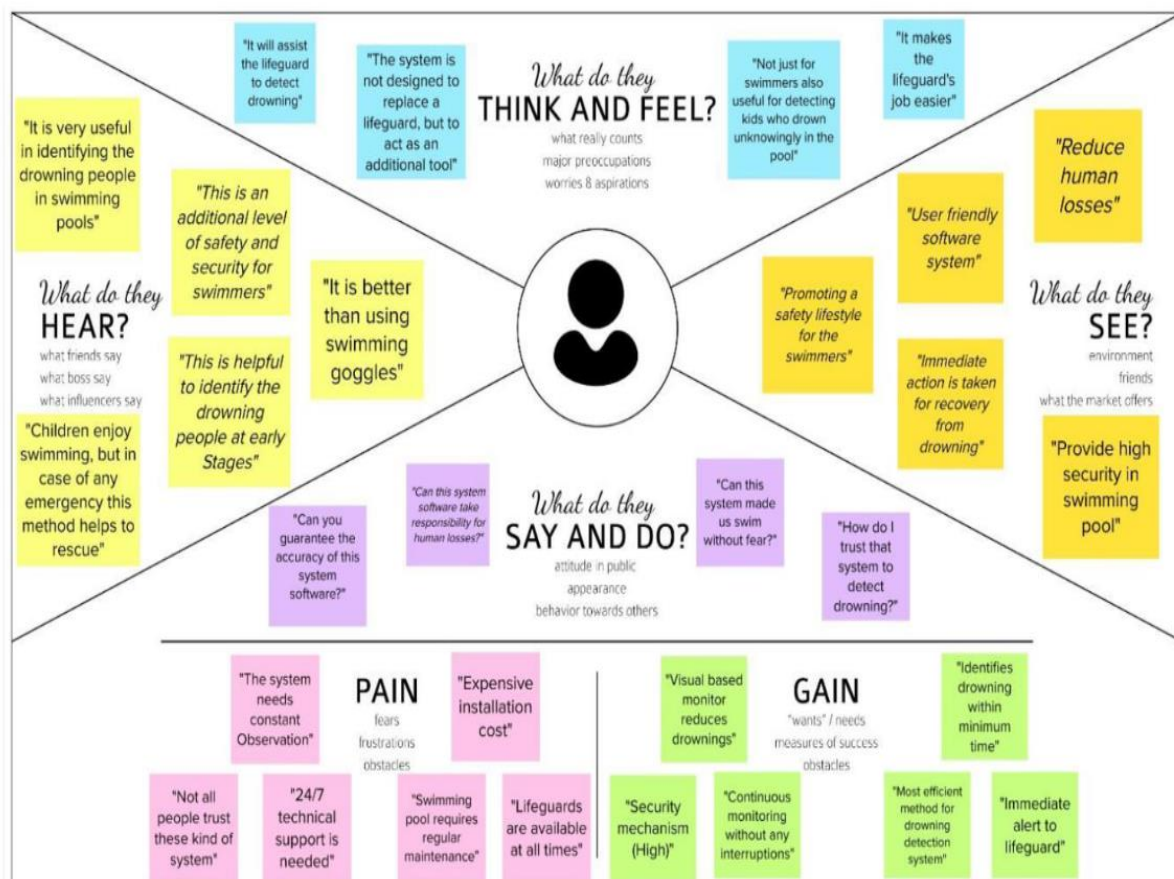 "It will assist
the lifeguard
to detect
drowning"
"The system is
not designed to
replace a
lifeguard, but to
act as an
additional tool"
What do they
THINK AND FEEL?
what really counts
major preoccupations
worries & aspirations
"Not just for
swimmers also
useful for detecting
kids who drown
unknowingly in the
pool"
"It makes
the
lifeguard's
job easier"
"It is very useful
in identifying the
drowning people
in swimming
pools"
"This is an
additional level
of safety and
security for
swimmers"
"It is better
than using
swimming
goggles"
What do they
HEAR?
what friends say
what boss say
what influencers say
"This is helpful
to identify the
drowning
people at early
Stages"
"Children enjoy
swimming, but in
case of any
emergency this
method helps to
rescue"
"Reduce
human
losses"
"User friendly
software
system"
"Promoting a
safety lifestyle
for the
swimmers"
What do they
SEE?
environment
friends
what the market offers
"Immediate
action is taken
for recovery
from
drowning"
"Provide high
security in
swimming
pool"
"Can you
guarantee the
accuracy of this
system
software?"
"Can this system
software take
responsibility for
human losses?"
What do they
SAY AND DO?
attitude in public
appearance
behavior towards others
"Can this
system made
us swim
without fear?"
"How do I
trust that
system to
detect
drowning?"
"The system
needs
constant
Observation"
PAIN
fears
frustrations
obstacles
"Expensive
installation
cost"
"Not all
people trust
these kind of
system"
"24/7
technical
support is
needed"
"Swimming
pool requires
regular
maintenance"
"Lifeguards
are available
at all times"
"Visual based
monitor
reduces
drownings"
GAIN
"wants" / needs
measures of success
obstacles
"Identifies
drowning
within
minimum
time"
"Security
mechanism
(High)"
"Continuous
monitoring
without any
interruptions"
"Most efficient
method for
drowning
detection
system"
"Immediate
alert to
lifeguard"